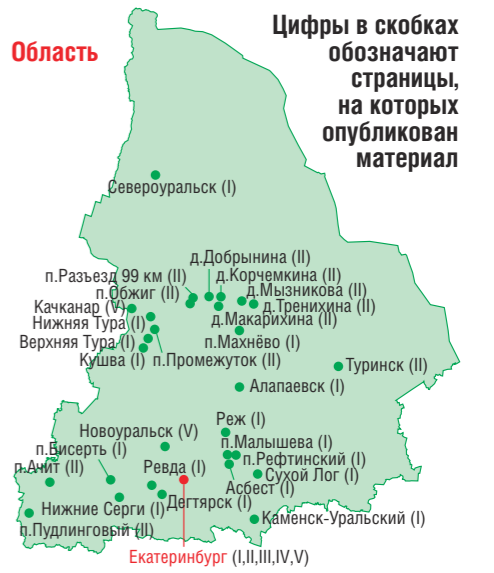 Область
Цифры в скобках
обозначают
страницы,
на которых
опубликован
материал
Североуральск (I)
д.Добрынина (II)
п.Разъезд 99 км (II)
д.Корчемкина (II)
п.Обжиг (II)
д.Мызникова (II)
Качканар (V)
д.Тренихина (II)
Нижняя Тура (I)
д.Макарихина (II)
Верхняя Тура (I)
п.Махнёво (I)
Кушва (I)
п.Промежуток (II)
Туринск (II)
Алапаевск (I)
Реж (I)
Новоуральск (V)
п.Малышева (I)
п.Бисерть (I)
п.Рефтинский (I)
п.Ачит (II)
Ревда (I)
Сухой Лог (I)
Асбест (I)
Дегтярск (I)
Нижние Серги (I)
Каменск-Уральский (I)
п.Пудлинговый (II)
Екатеринбург (I,II,III,IV,V)